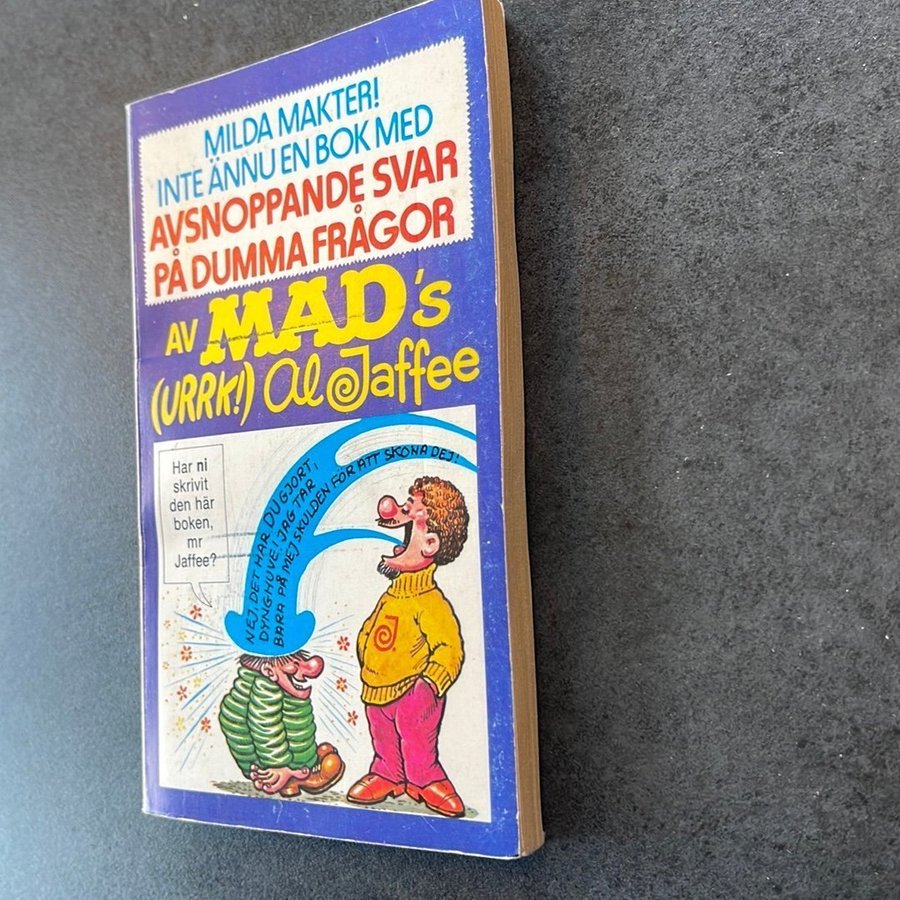 MILDA MAKTER!
INTE ÄNNU EN BOK MED
AVSNOPPANDE SVAR
PÅ DUMMA FRÅGOR
AV MAD's
(URRK!) Al Jaffee
Har ni
skrivit
den här
boken,
mr
Jaffee?
NEJ, DET HAR DU GJORT,
DYNGHUVE! JAG TAR
BARA PÅ MEJ SKULDEN FÖR ATT SKONA DEJ!
J